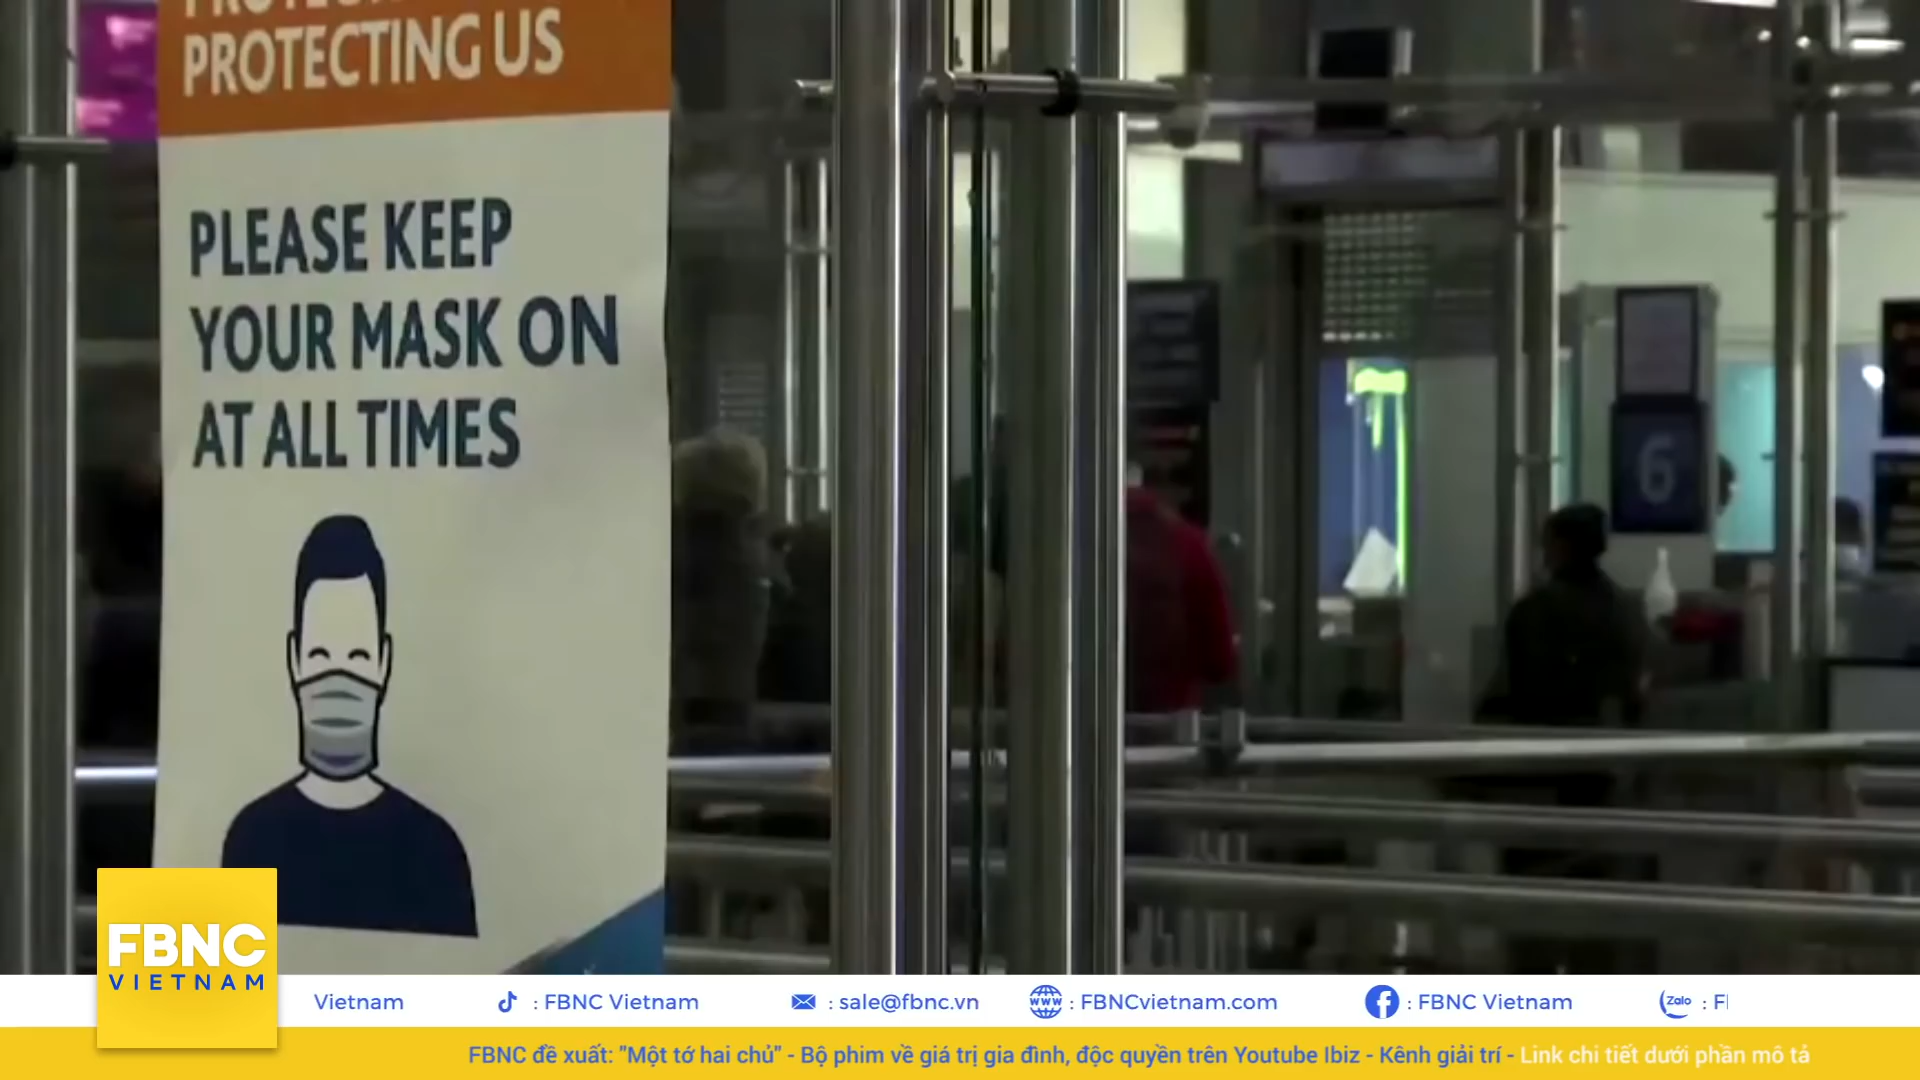 PROTECTING US
PLEASE KEEP
YOUR MASK ON
AT ALL TIMES
6
FBNC
VIETNAM
Vietnam
: FBNC Vietnam
: sale@fbnc.vn
www : FBNCvietnam.com
: FBNC Vietnam
Zalo : F
FBNC đề xuất: "Một tớ hai chủ" - Bộ phim về giá trị gia đình, độc quyền trên Youtube Ibiz - Kênh giải trí - Link chi tiết dưới phần mô tả